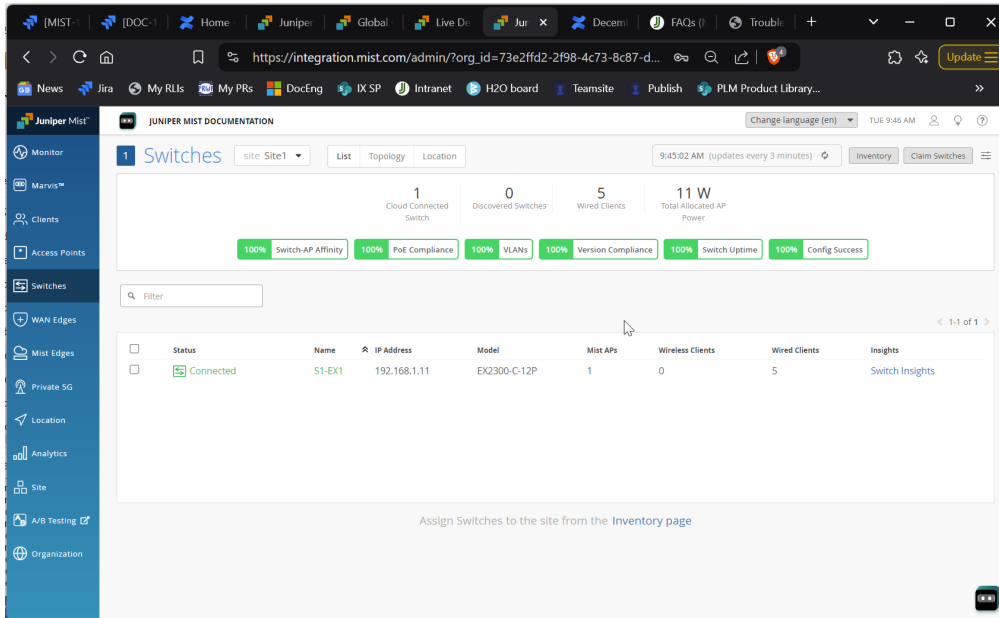 [MIST-1
[DOC-1
Home
Juniper
Global
Live De
Jur
Decemb
FAQs (N
Trouble
https://integration.mist.com/admin/?org_id=73e2ffd2-2f98-4c73-8c87-d...
4
Update
News
Jira
My RLIs
My PRs
DocEng
IX SP
Intranet
H2O board
Teamsite
Publish
PLM Product Library...
Juniper Mist™
JUNIPER MIST DOCUMENTATION
Change language (en)
TUE 9:46 AM
Monitor
Marvis™
Clients
Access Points
Switches
WAN Edges
Mist Edges
Private 5G
Location
Analytics
Site
A/B Testing
Organization
1 Switches
site Site1
List
Topology
Location
9:45:02 AM (updates every 3 minutes)
Inventory
Claim Switches
1
Cloud Connected
Switch
0
Discovered Switches
5
Wired Clients
11 W
Total Allocated AP
Power
100% Switch-AP Affinity
100% PoE Compliance
100% VLANs
100% Version Compliance
100% Switch Uptime
100% Config Success
Filter
1-1 of 1
Status Name IP Address Model Mist APs Wireless Clients Wired Clients Insights
Connected S1-EX1 192.168.1.11 EX2300-C-12P 1 0 5 Switch Insights
Assign Switches to the site from the Inventory page